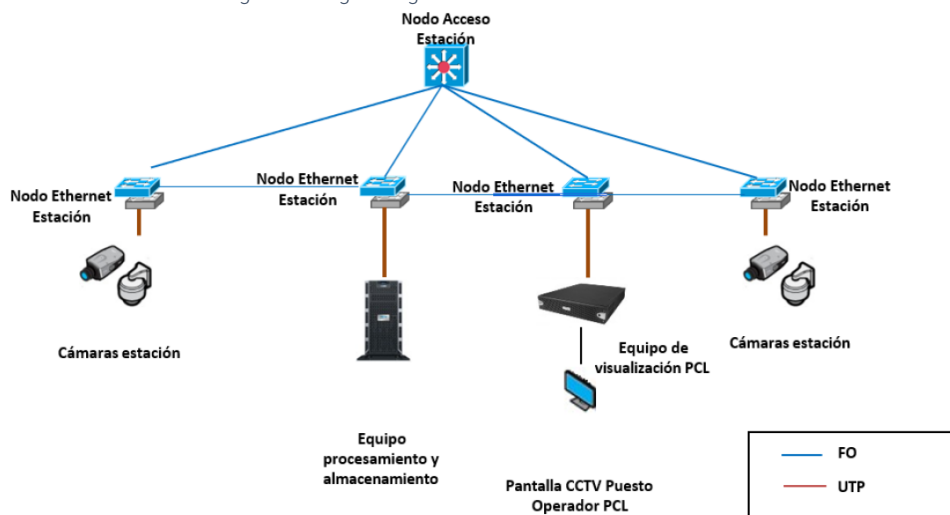 Nodo Acceso
Estación
Nodo Ethernet
Estación
Nodo Ethernet
Estación
Nodo Ethernet
Estación
Nodo Ethernet
Estación
Cámaras estación
Equipo de
visualización PCL
Cámaras estación
Equipo
procesamiento y
almacenamiento
Pantalla CCTV Puesto
Operador PCL
FO
UTP